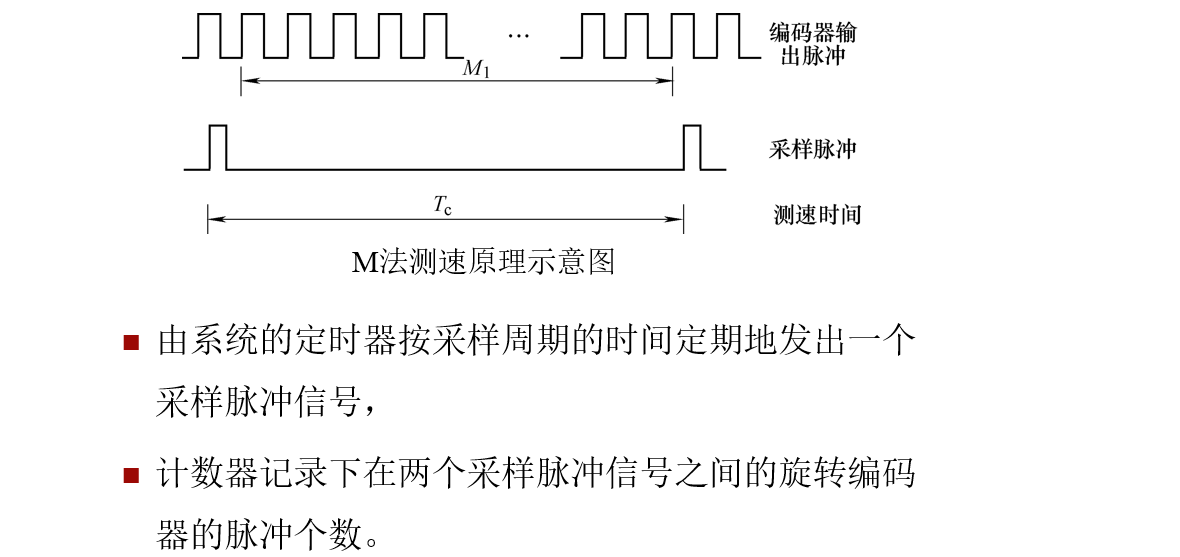 …
编码器输
出脉冲
M1
采样脉冲
Tc
测速时间
M法测速原理示意图
由系统的定时器按采样周期的时间定期地发出一个
采样脉冲信号，
计数器记录下在两个采样脉冲信号之间的旋转编码
器的脉冲个数。